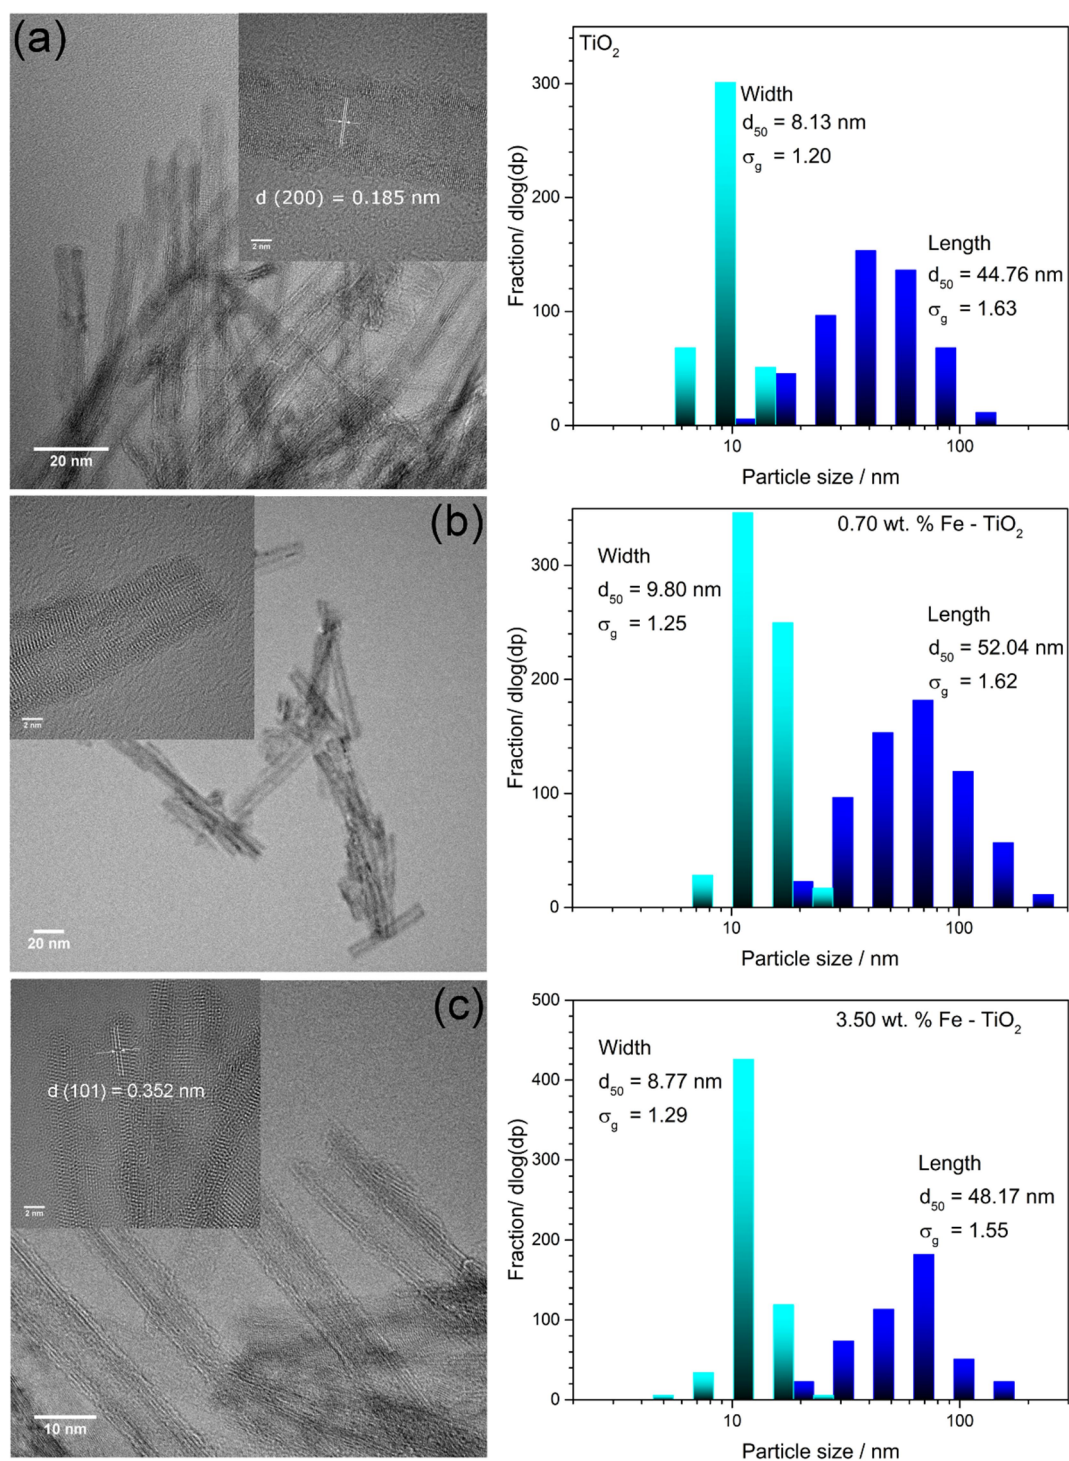 (a)
d (200) = 0.185 nm
2 nm
20 nm
TiO₂
Width
d₅₀ = 8.13 nm
σg = 1.20
Length
d₅₀ = 44.76 nm
σg = 1.63
300
200
100
0
Fraction/ dlog(dp)
10
100
Particle size / nm
(b)
2 nm
20 nm
0.70 wt. % Fe - TiO₂
Width
d₅₀ = 9.80 nm
σg = 1.25
Length
d₅₀ = 52.04 nm
σg = 1.62
300
200
100
0
Fraction/ dlog(dp)
10
100
Particle size / nm
(c)
d (101) = 0.352 nm
2 nm
10 nm
3.50 wt. % Fe - TiO₂
Width
d₅₀ = 8.77 nm
σg = 1.29
Length
d₅₀ = 48.17 nm
σg = 1.55
500
400
300
200
100
0
Fraction/ dlog(dp)
10
100
Particle size / nm